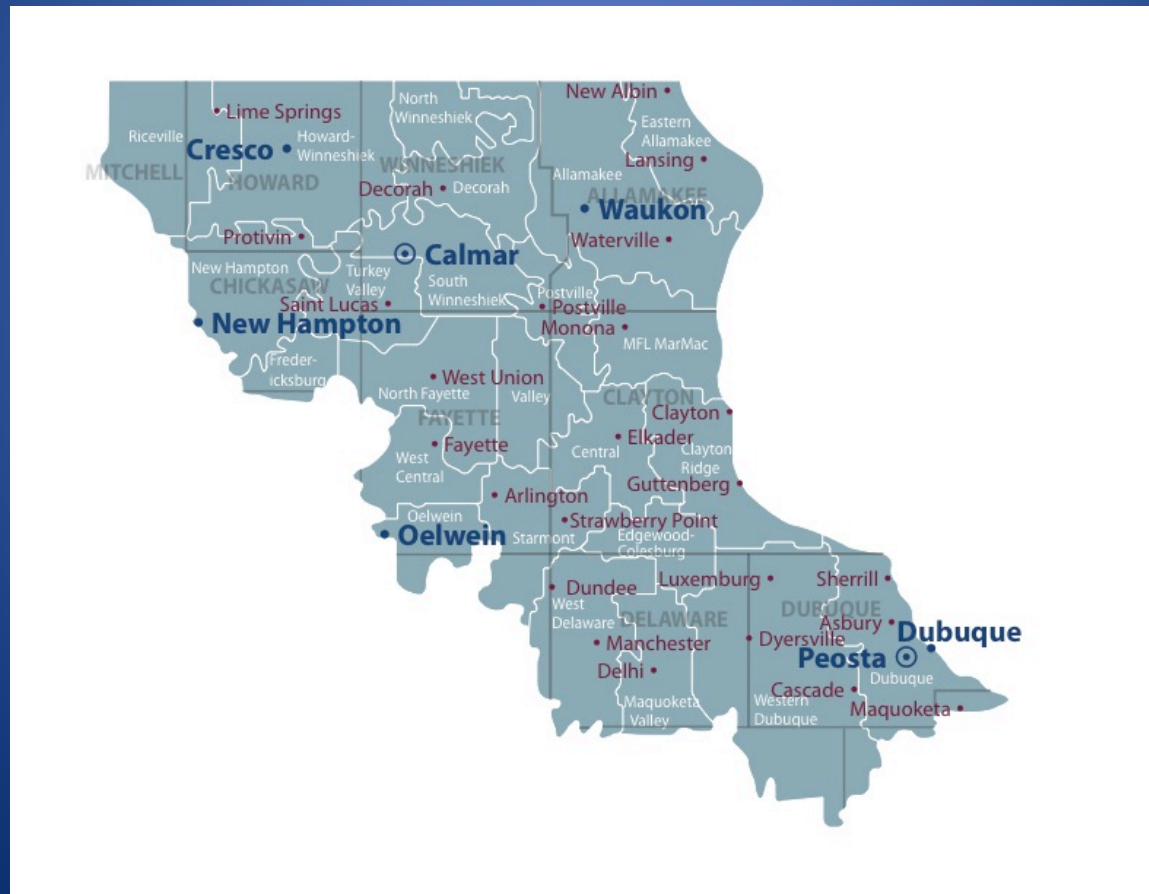 New Albin
North
Winneshiek
Lime Springs
Eastern
Allamakee
Riceville
Howard-
Winneshiek
Cresco
Lansing
WINNESHIEK
MITCHELL
HOWARD
Allamakee
Decorah
Decorah
ALLAMAKEE
Waukon
Protivin
Waterville
Calmar
New Hampton
Turkey
Valley
South
Winneshiek
CHICKASAW
Postville
Saint Lucas
Postville
New Hampton
Monona
MFL MarMac
Freder-
icksburg
West Union
North Fayette
Valley
CLAYTON
FAYETTE
Clayton
Fayette
Elkader
West
Central
Central
Clayton
Ridge
Guttenberg
Arlington
Oelwein
Strawberry Point
Oelwein
Starmont
Edgewood-
Colesburg
Luxemburg
Sherrill
Dundee
West
Delaware
DELAWARE
DUBUQUE
Asbury
Dubuque
Manchester
Dyersville
Peosta
Delhi
Dubuque
Cascade
Maquoketa
Valley
Western
Dubuque
Maquoketa